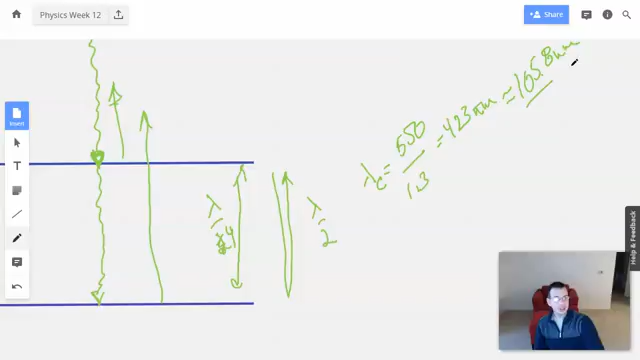 Physics Week 12
Share
Insert
T
λc = 550 / 1.3 = 423 nm = 105.8 nm
λ / 4
λ / 2
Help & Feedback